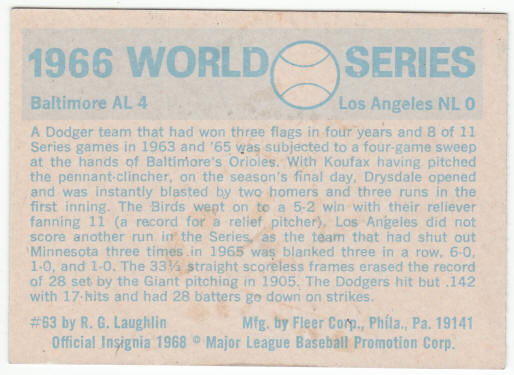 1966 WORLD SERIES
Baltimore AL 4 Los Angeles NL 0
A Dodger team that had won three flags in four years and 8 of 11
Series games in 1963 and '65 was subjected to a four-game sweep
at the hands of Baltimore's Orioles. With Koufax having pitched
the pennant-clincher, on the season's final day, Drysdale opened
and was instantly blasted by two homers and three runs in the
first inning. The Birds went on to a 5-2 win with their reliever
fanning 11 (a record for a relief pitcher). Los Angeles did not
score another run in the Series, as the team that had shut out
Minnesota three times in 1965 was blanked three in a row, 6-0,
1-0, and 1-0. The 33⅓ straight scoreless frames erased the record
of 28 set by the Giant pitching in 1905. The Dodgers hit but .142
with 17 hits and had 28 batters go down on strikes.
#63 by R. G. Laughlin Mfg. by Fleer Corp., Phila., Pa. 19141
Official Insignia 1968 © Major League Baseball Promotion Corp.